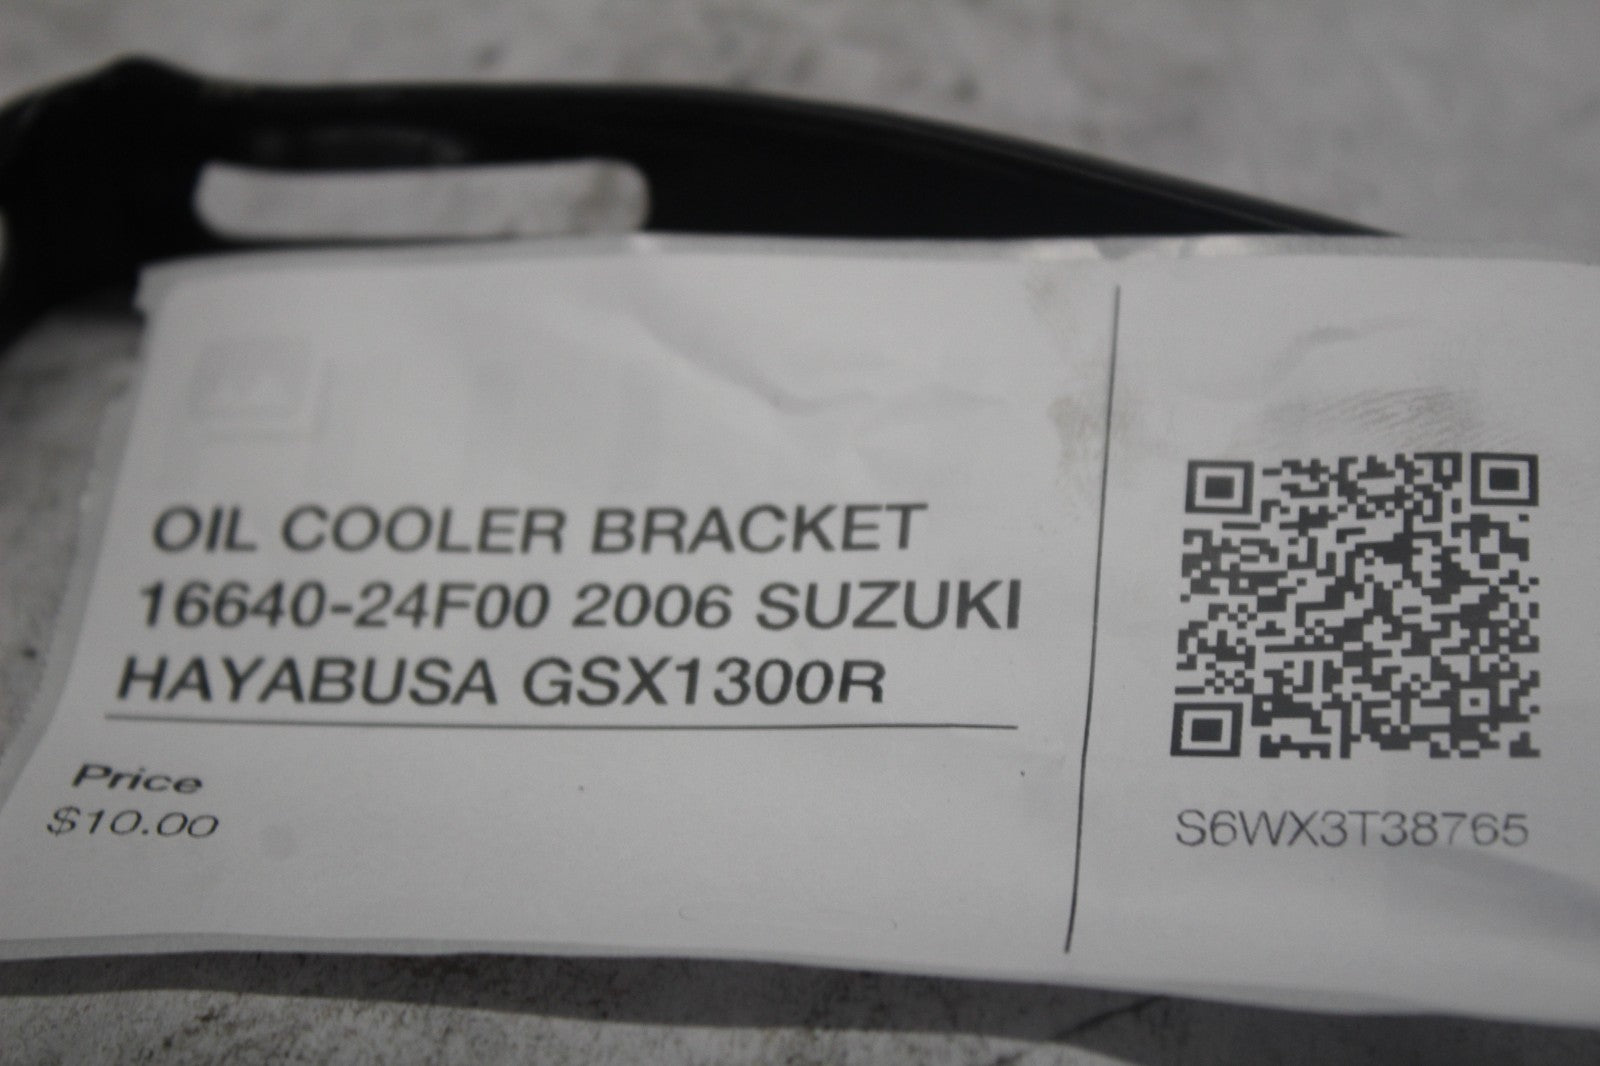 OIL COOLER BRACKET
16640-24F00 2006 SUZUKI
HAYABUSA GSX1300R
Price
$10.00
S6WX3T38765